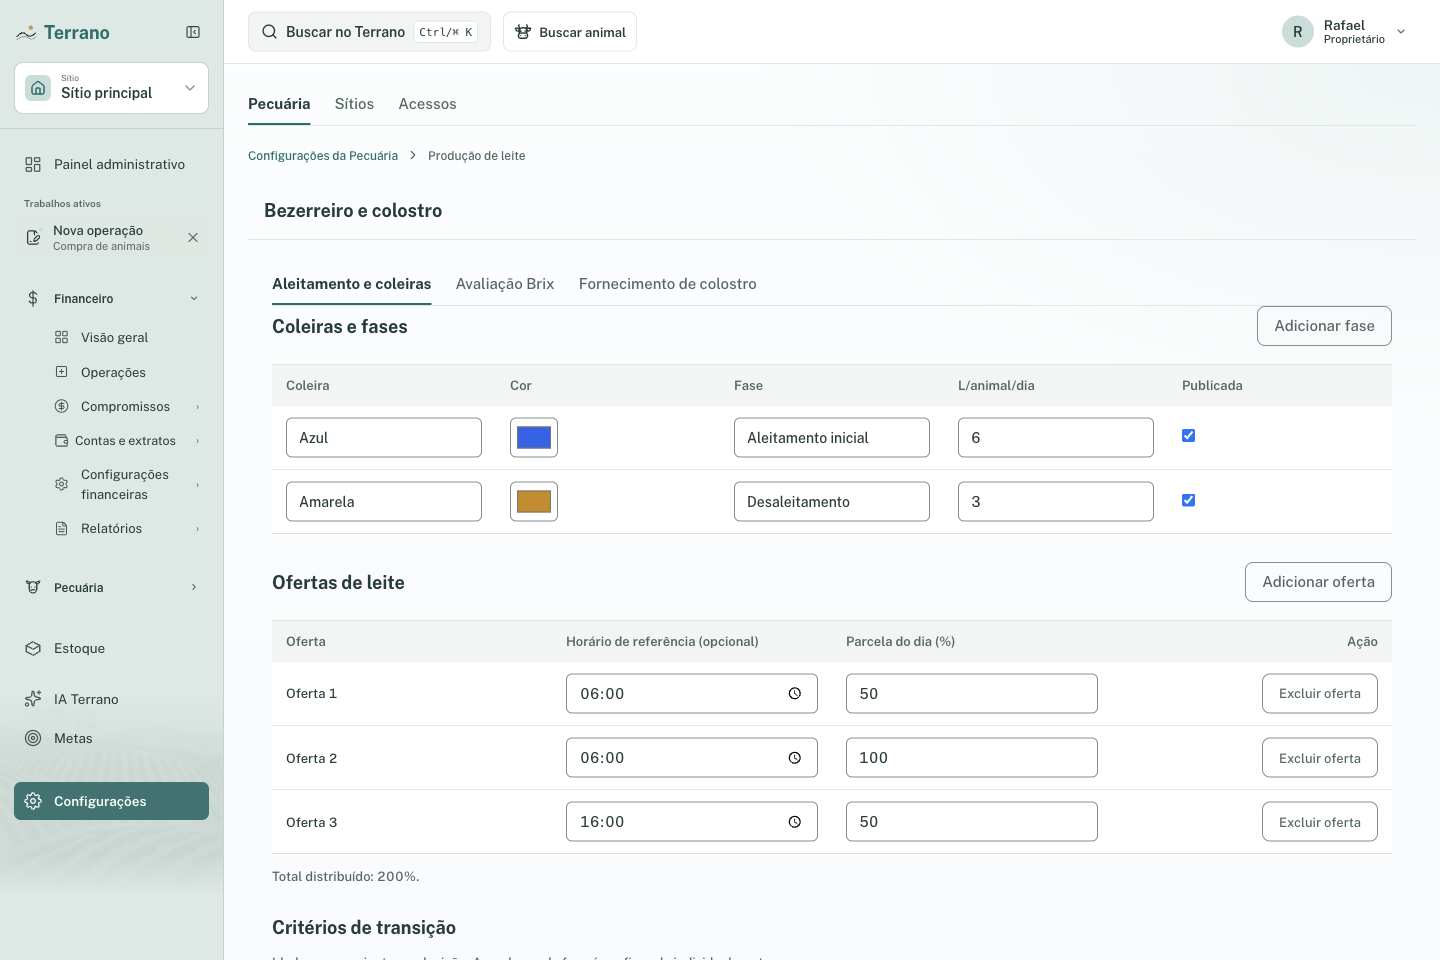 Terrano
Buscar no Terrano Ctrl/⌘ K
Buscar animal
R
Rafael
Proprietário
Sítio
Sítio principal
Painel administrativo
Trabalhos ativos
Nova operação
Compra de animais
Financeiro
Visão geral
Operações
Compromissos
Contas e extratos
Configurações
financeiras
Relatórios
Pecuária
Estoque
IA Terrano
Metas
Configurações
Pecuária Sítios Acessos
Configurações da Pecuária Produção de leite
Bezerreiro e colostro
Aleitamento e coleiras Avaliação Brix Fornecimento de colostro
Coleiras e fases Adicionar fase
Coleira Cor Fase L/animal/dia Publicada
Azul Aleitamento inicial 6
Amarela Desaleitamento 3
Ofertas de leite Adicionar oferta
Oferta Horário de referência (opcional) Parcela do dia (%) Ação
Oferta 1 06:00 50 Excluir oferta
Oferta 2 06:00 100 Excluir oferta
Oferta 3 16:00 50 Excluir oferta
Total distribuído: 200%.
Critérios de transição